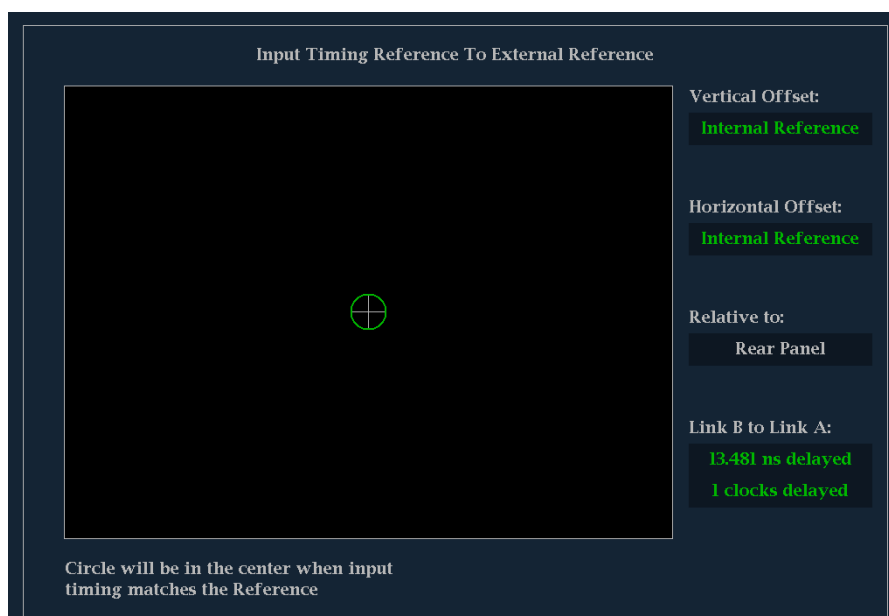 Input Timing Reference To External Reference
Vertical Offset:
Internal Reference
Horizontal Offset:
Internal Reference
Relative to:
Rear Panel
Link B to Link A:
13.481 ns delayed
1 clocks delayed
Circle will be in the center when input
timing matches the Reference